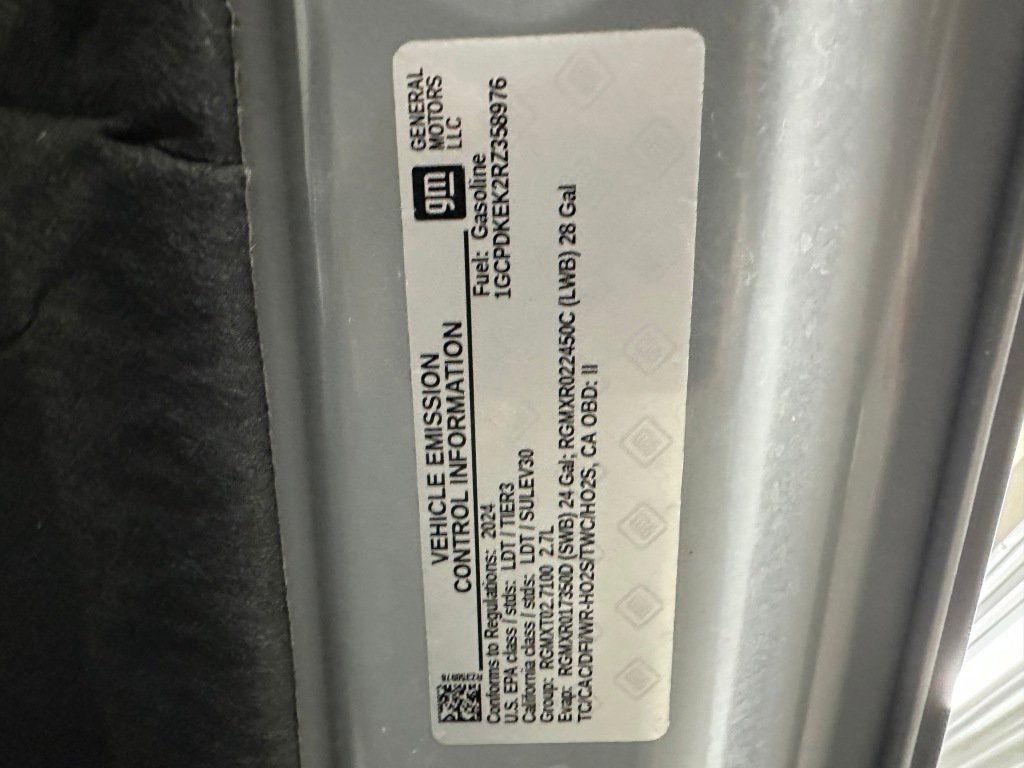 VEHICLE EMISSION
CONTROL INFORMATION
gm
GENERAL
MOTORS
LLC
Conforms to Regulations: 2024
Fuel: Gasoline
U.S. EPA class / stds: LDT / TIER3
1GCPDKEK2RZ358976
California class / stds: LDT / SULEV30
Group: RGMXT02.7100 2.7L
Evap: RGMXR017350D (SWB) 24 Gal; RGMXR022450C (LWB) 28 Gal
TC/CAC/DFI/WR-HO2S/TWC/HO2S, CA OBD: II